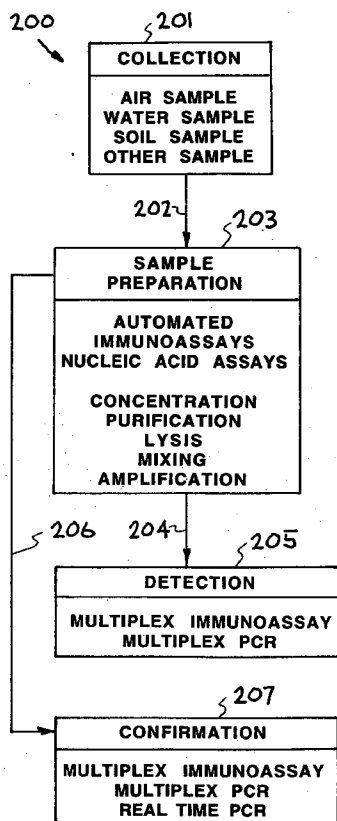 200
201
COLLECTION
AIR SAMPLE
WATER SAMPLE
SOIL SAMPLE
OTHER SAMPLE
202
203
SAMPLE
PREPARATION
AUTOMATED
IMMUNOASSAYS
NUCLEIC ACID ASSAYS
CONCENTRATION
PURIFICATION
LYSIS
MIXING
AMPLIFICATION
206
204
205
DETECTION
MULTIPLEX IMMUNOASSAY
MULTIPLEX PCR
207
CONFIRMATION
MULTIPLEX IMMUNOASSAY
MULTIPLEX PCR
REAL TIME PCR